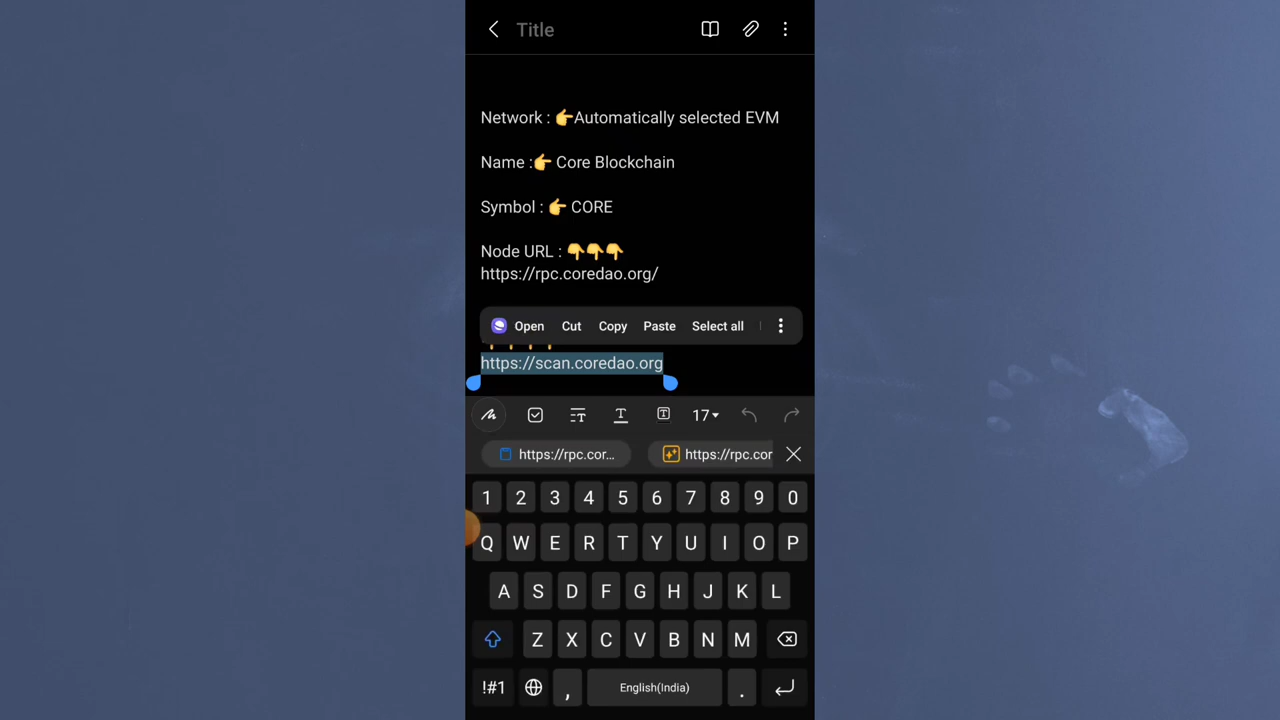 Title
Network : 👉Automatically selected EVM
Name :👉 Core Blockchain
Symbol : 👉 CORE
Node URL : 👇👇👇
https://rpc.coredao.org/
Open Cut Copy Paste Select all
https://scan.coredao.org
17
https://rpc.cor... https://rpc.cor
1 2 3 4 5 6 7 8 9 0
Q W E R T Y U I O P
A S D F G H J K L
Z X C V B N M
!#1 , English(India) .